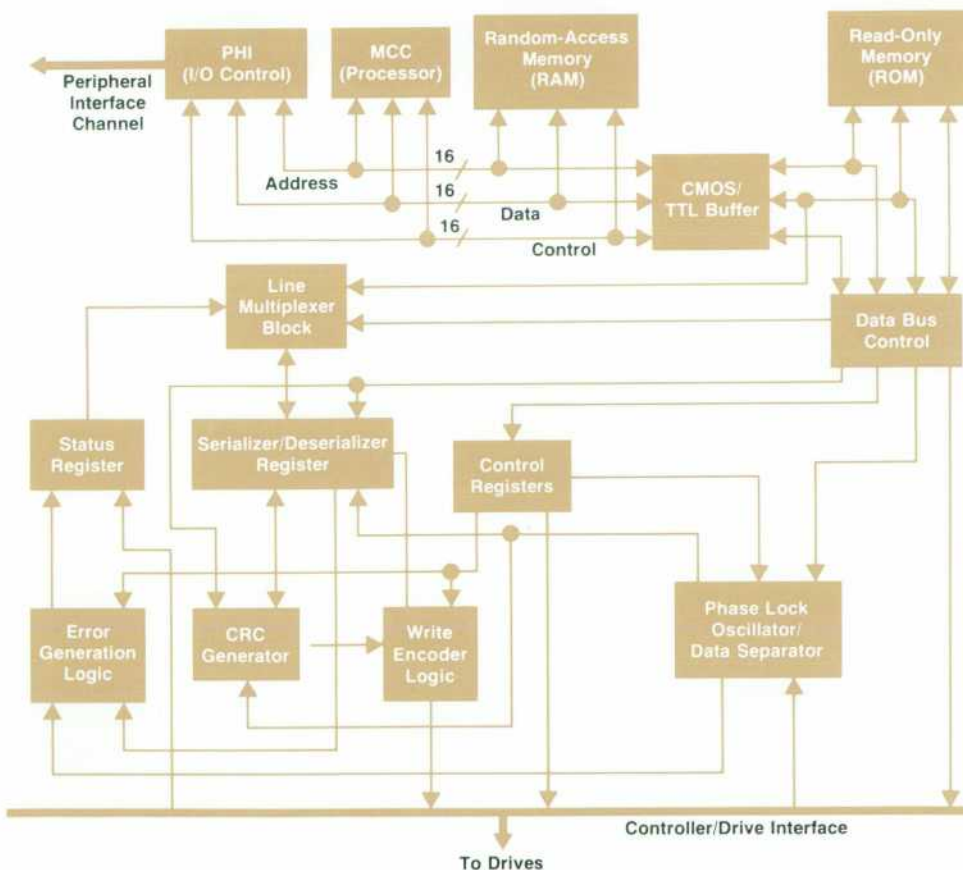 PHI
(I/O Control)
MCC
(Processor)
Random-Access
Memory
(RAM)
Read-Only
Memory
(ROM)
Peripheral
Interface
Channel
16
Address
16
Data
16
Control
CMOS/
TTL Buffer
Line
Multiplexer
Block
Data Bus
Control
Status
Register
Serializer/Deserializer
Register
Control
Registers
Error
Generation
Logic
CRC
Generator
Write
Encoder
Logic
Phase Lock
Oscillator/
Data Separator
Controller/Drive Interface
To Drives